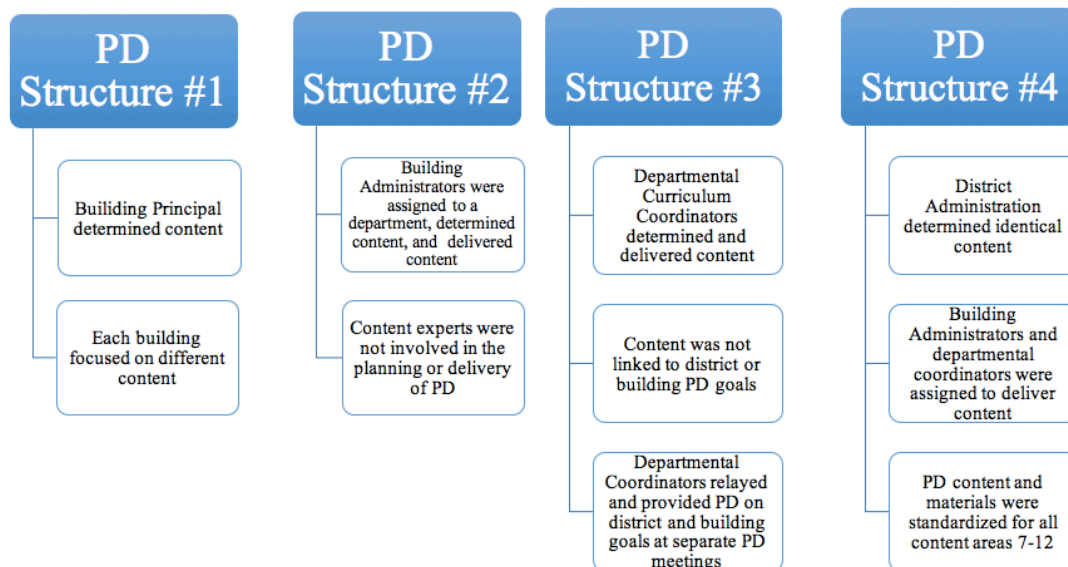 PD
Structure #1
Builiding Principal
determined content
Each building
focused on different
content
PD
Structure #2
Building
Administrators were
assigned to a
department, determined
content, and delivered
content
Content experts were
not involved in the
planning or delivery
of PD
PD
Structure #3
Departmental
Curriculum
Coordinators
determined and
delivered content
Content was not
linked to district or
building PD goals
Departmental
Coordinators relayed
and provided PD on
district and building
goals at separate PD
meetings
PD
Structure #4
District
Administration
determined identical
content
Building
Administrators and
departmental
coordinators were
assigned to deliver
content
PD content and
materials were
standardized for all
content areas 7-12